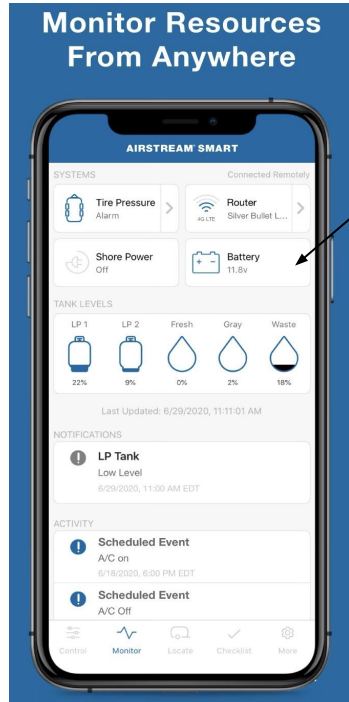 Monitor Resources
From Anywhere
AIRSTREAM® SMART
SYSTEMS
Connected Remotely
Tire Pressure
Alarm
4G LTE
Router
Silver Bullet L...
Shore Power
Off
Battery
11.8v
TANK LEVELS
LP 1 LP 2 Fresh Gray Waste
22% 9% 0% 2% 18%
Last Updated: 6/29/2020, 11:11:01 AM
NOTIFICATIONS
LP Tank
Low Level
6/29/2020, 11:00 AM EDT
ACTIVITY
Scheduled Event
A/C on
6/18/2020, 6:00 PM EDT
Scheduled Event
A/C Off
Control Monitor Locate Checklist More